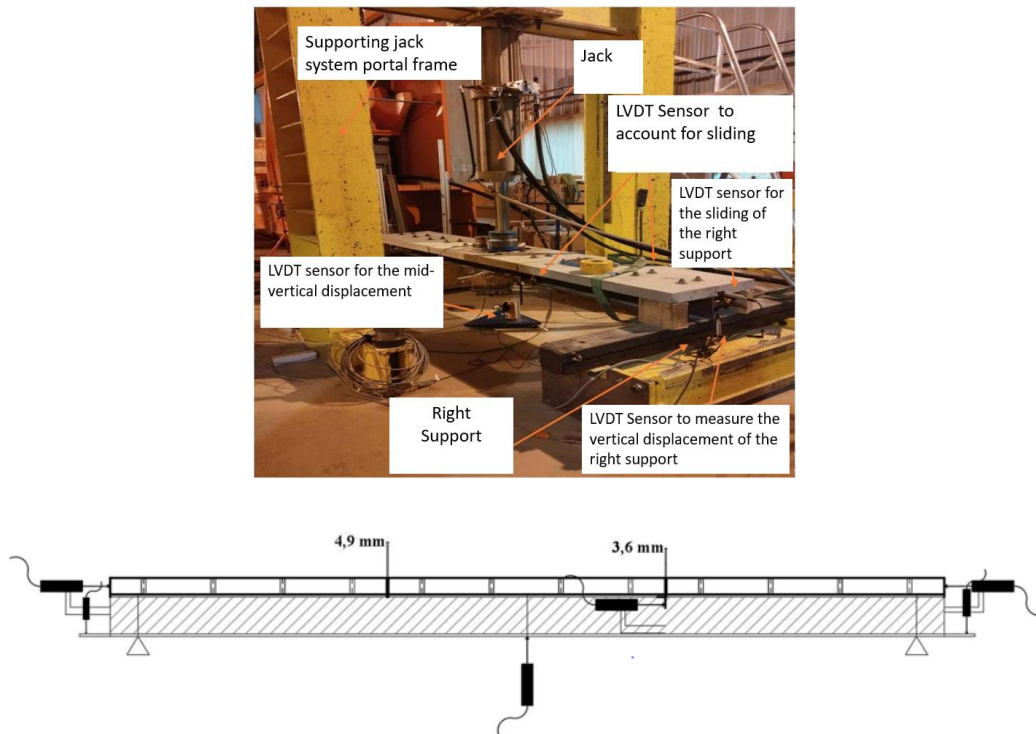 Supporting jack
system portal frame
Jack
LVDT Sensor to
account for sliding
LVDT sensor for
the sliding of
the right
support
LVDT sensor for the mid-
vertical displacement
Right
Support
LVDT Sensor to measure the
vertical displacement of the
right support
4,9 mm
3,6 mm